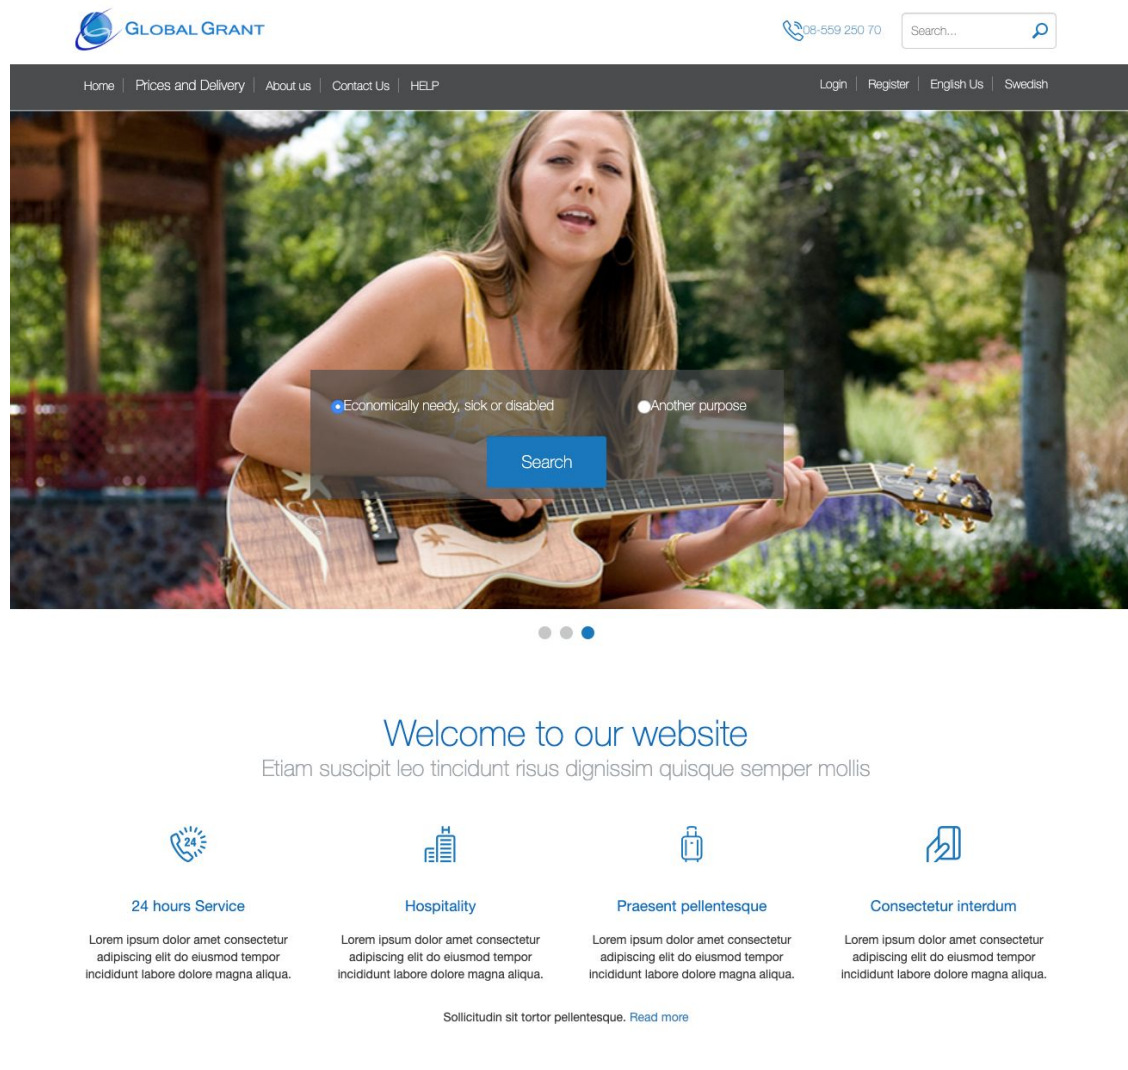 GLOBAL GRANT
08-559 250 70
Search...
Home
Prices and Delivery
About us
Contact Us
HELP
Login
Register
English Us
Swedish
Economically needy, sick or disabled
Another purpose
Search
Welcome to our website
Etiam suscipit leo tincidunt risus dignissim quisque semper mollis
24
24 hours Service
Lorem ipsum dolor amet consectetur
adipiscing elit do eiusmod tempor
incididunt labore dolore magna aliqua.
Hospitality
Lorem ipsum dolor amet consectetur
adipiscing elit do eiusmod tempor
incididunt labore dolore magna aliqua.
Praesent pellentesque
Lorem ipsum dolor amet consectetur
adipiscing elit do eiusmod tempor
incididunt labore dolore magna aliqua.
Consectetur interdum
Lorem ipsum dolor amet consectetur
adipiscing elit do eiusmod tempor
incididunt labore dolore magna aliqua.
Sollicitudin sit tortor pellentesque. Read more